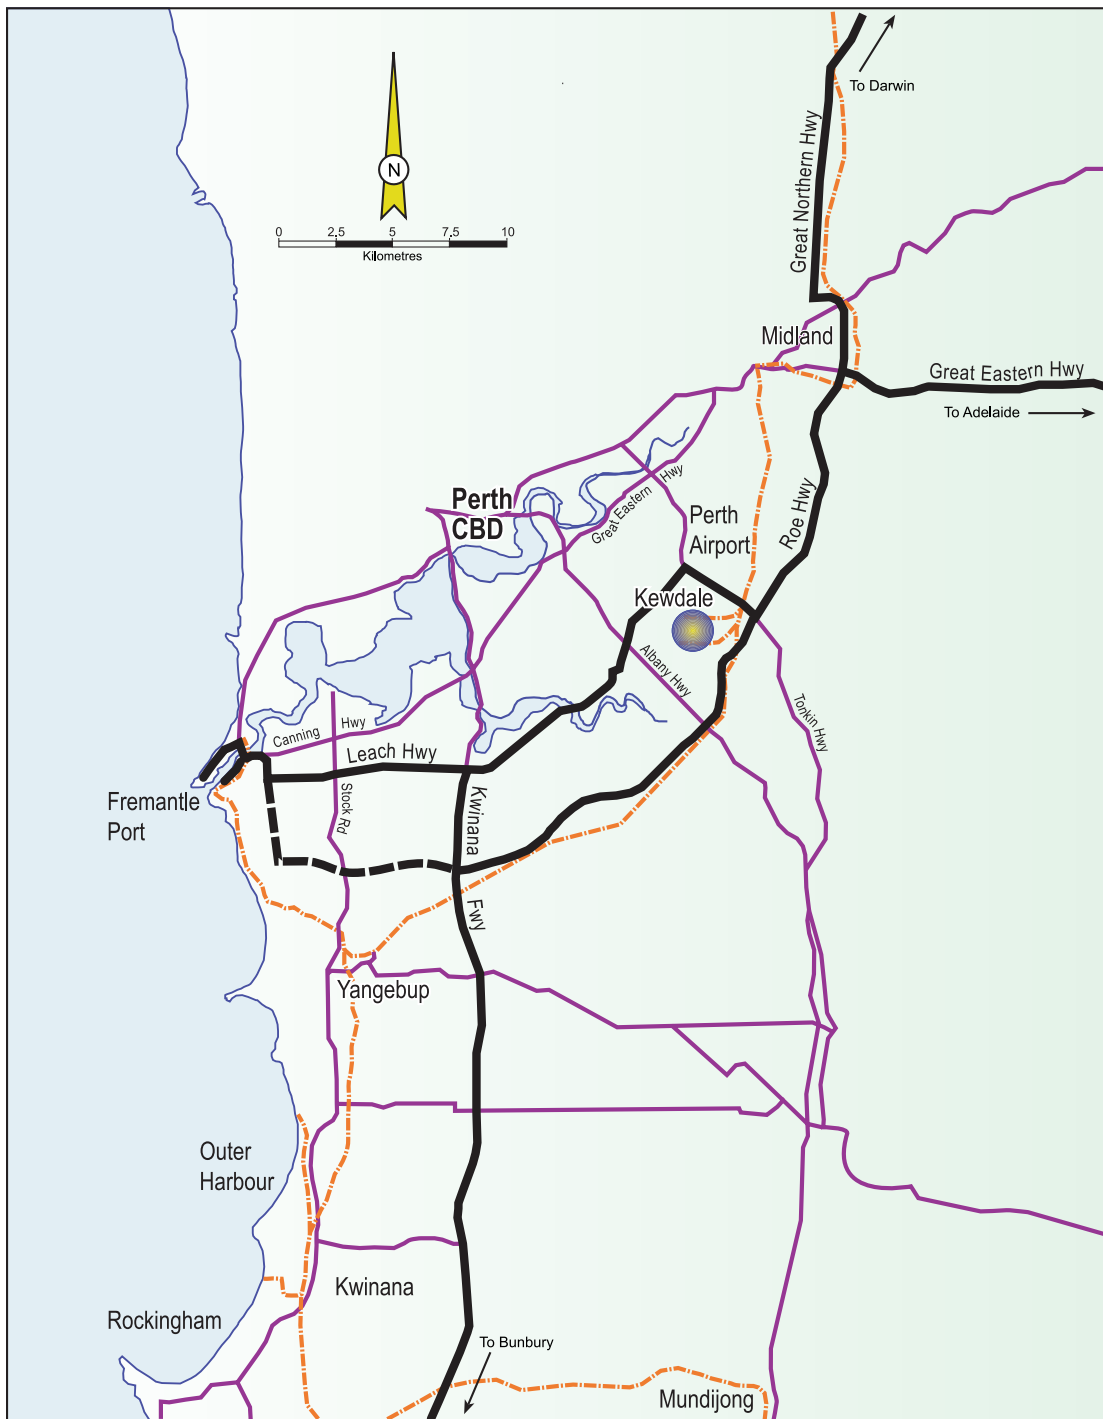 To Darwin
Great Northern Hwy
N
0 2.5 5 7.5 10
Kilometres
Midland
Great Eastern Hwy
To Adelaide
Perth
CBD
Great Eastern Hwy
Perth
Airport
Roe Hwy
Kewdale
Albany Hwy
Tonkin Hwy
Canning Hwy
Leach Hwy
Stock Rd
Kwinana Fwy
Fremantle
Port
Yangebup
Outer
Harbour
Kwinana
Rockingham
To Bunbury
Mundijong